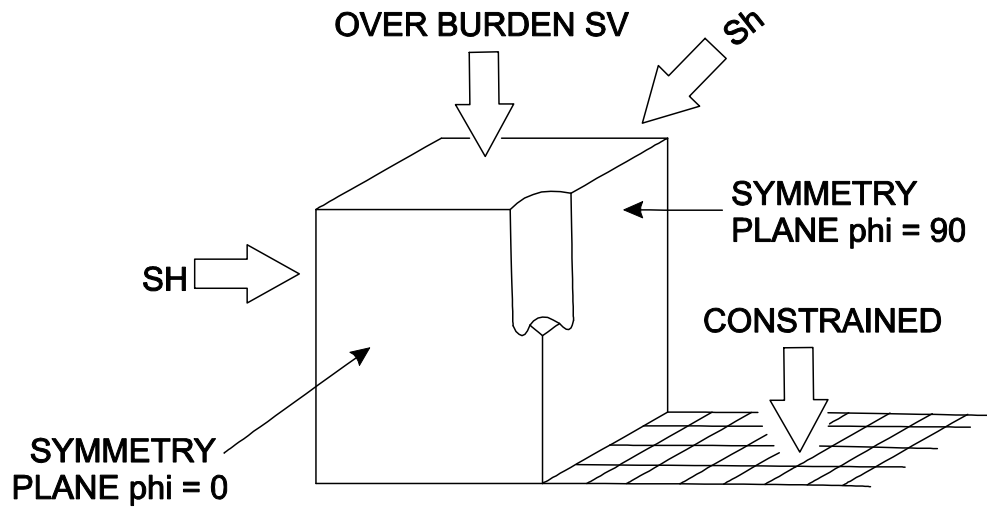 OVER BURDEN SV
Sh
SYMMETRY
PLANE phi = 90
SH
CONSTRAINED
SYMMETRY
PLANE phi = 0